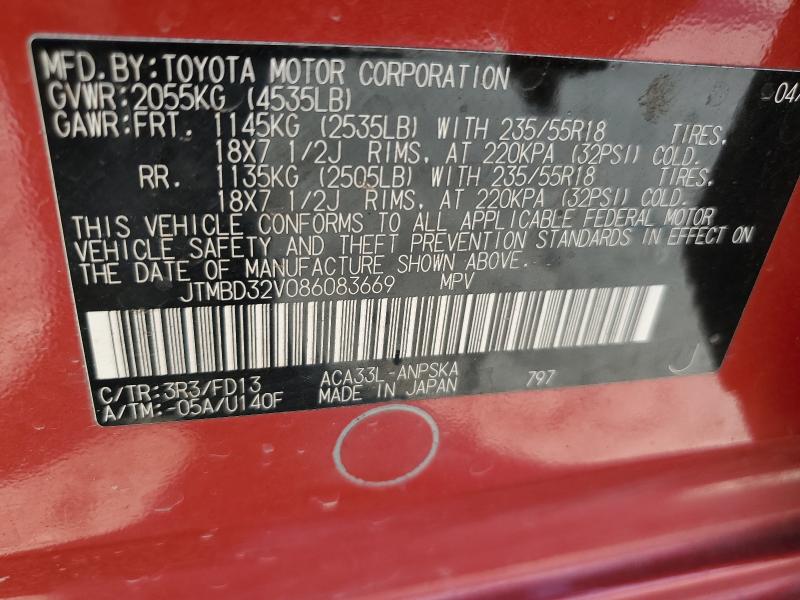 MFD.BY:TOYOTA MOTOR CORPORATION 04/
GVWR:2055KG (4535LB)
GAWR:FRT. 1145KG (2535LB) WITH 235/55R18 TIRES,
18X7 1/2J RIMS, AT 220KPA (32PSI) COLD.
RR. 1135KG (2505LB) WITH 235/55R18 TIRES,
18X7 1/2J RIMS, AT 220KPA (32PSI) COLD.
THIS VEHICLE CONFORMS TO ALL APPLICABLE FEDERAL MOTOR
VEHICLE SAFETY AND THEFT PREVENTION STANDARDS IN EFFECT ON
THE DATE OF MANUFACTURE SHOWN ABOVE.
JTMBD32V086083669 MPV
C/TR:3R3/FD13 ACA33L-ANPSKA 797 J
A/TM:-05A/U140F MADE IN JAPAN